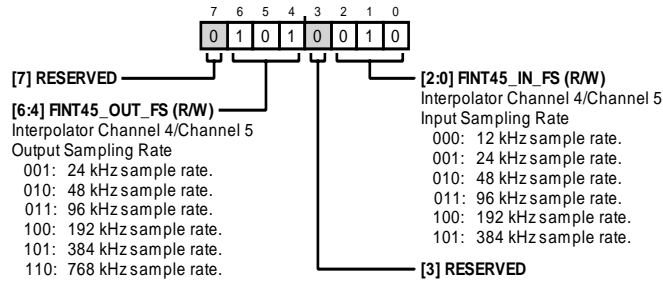 7 6 5 4 3 2 1 0
0 1 0 1 0 0 1 0
[7] RESERVED
[6:4] FINT45_OUT_FS (R/W)
Interpolator Channel 4/Channel 5
Output Sampling Rate
001: 24 kHz sample rate.
010: 48 kHz sample rate.
011: 96 kHz sample rate.
100: 192 kHz sample rate.
101: 384 kHz sample rate.
110: 768 kHz sample rate.
[2:0] FINT45_IN_FS (R/W)
Interpolator Channel 4/Channel 5
Input Sampling Rate
000: 12 kHz sample rate.
001: 24 kHz sample rate.
010: 48 kHz sample rate.
011: 96 kHz sample rate.
100: 192 kHz sample rate.
101: 384 kHz sample rate.
[3] RESERVED